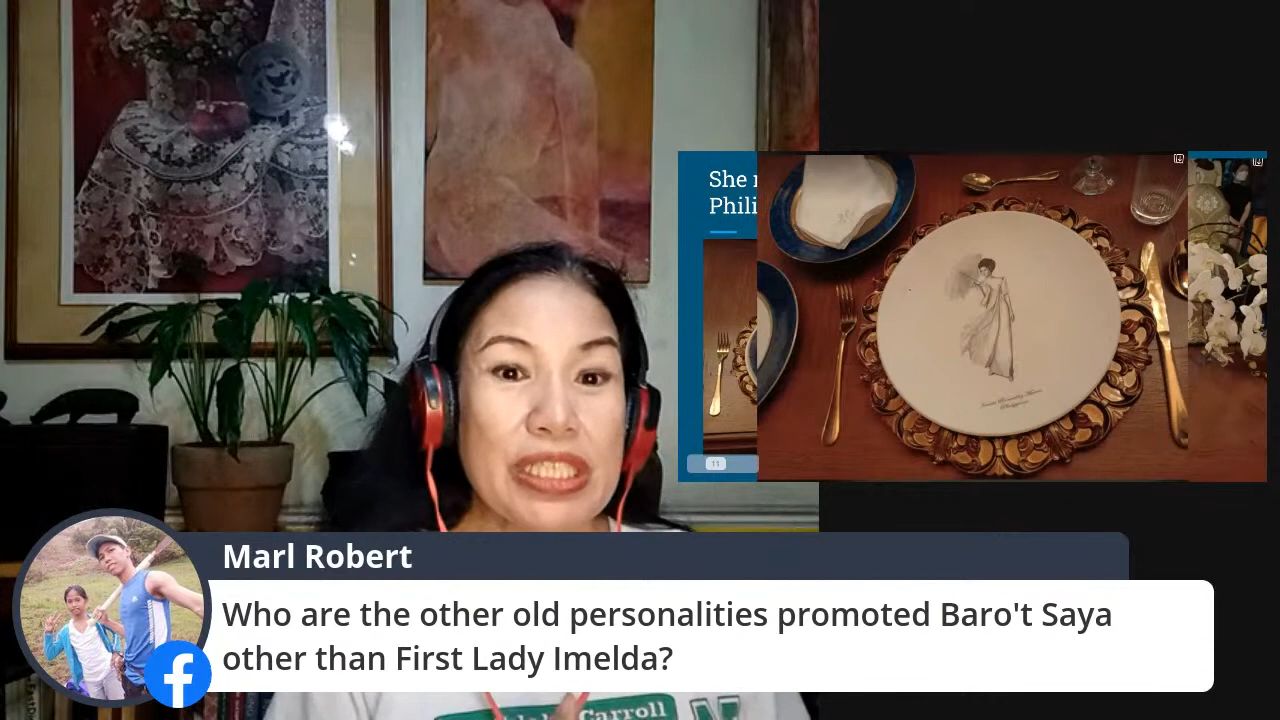 She
Phili
11
Marl Robert
Who are the other old personalities promoted Baro't Saya
other than First Lady Imelda?
Carroll